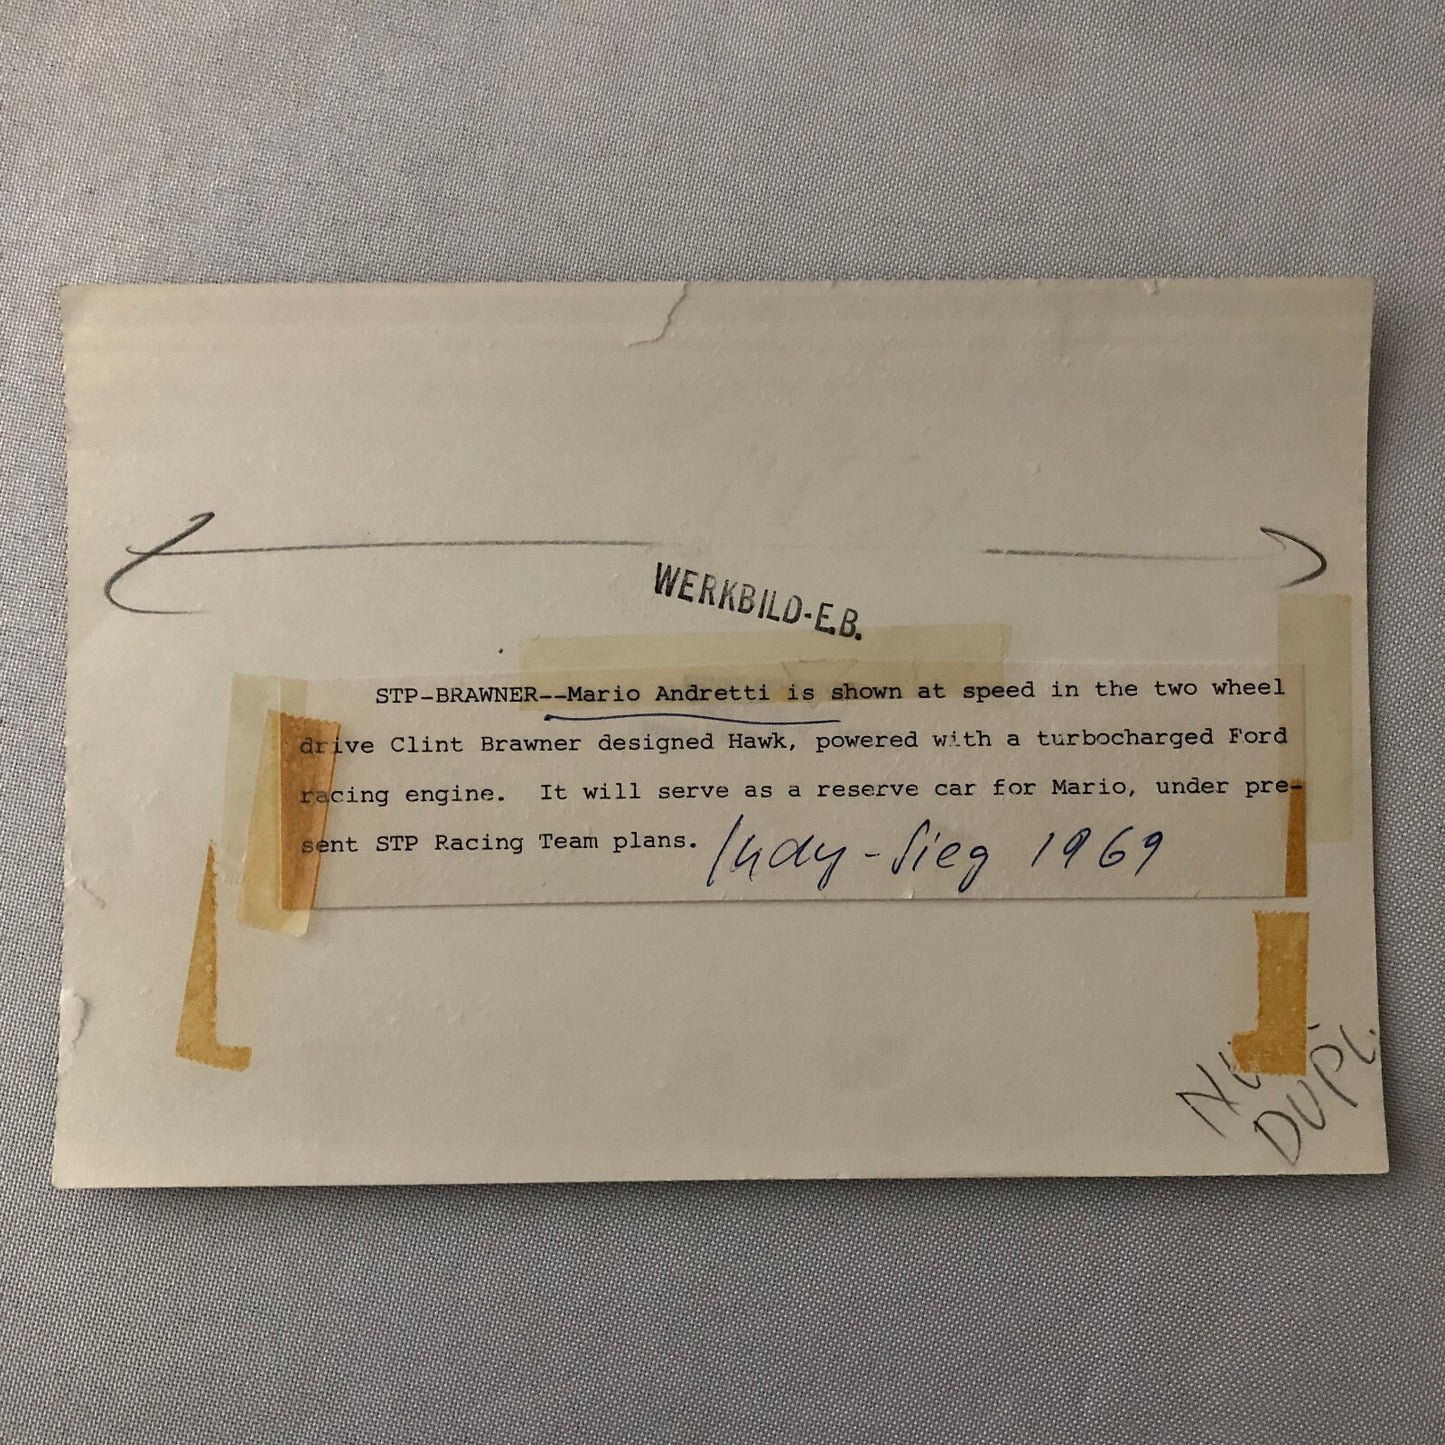 WERKBILD-E.B.
STP-BRAWNER--Mario Andretti is shown at speed in the two wheel
drive Clint Brawner designed Hawk, powered with a turbocharged Ford
racing engine.  It will serve as a reserve car for Mario, under pre-
sent STP Racing Team plans.
Indy-Sieg 1969
DUPL.